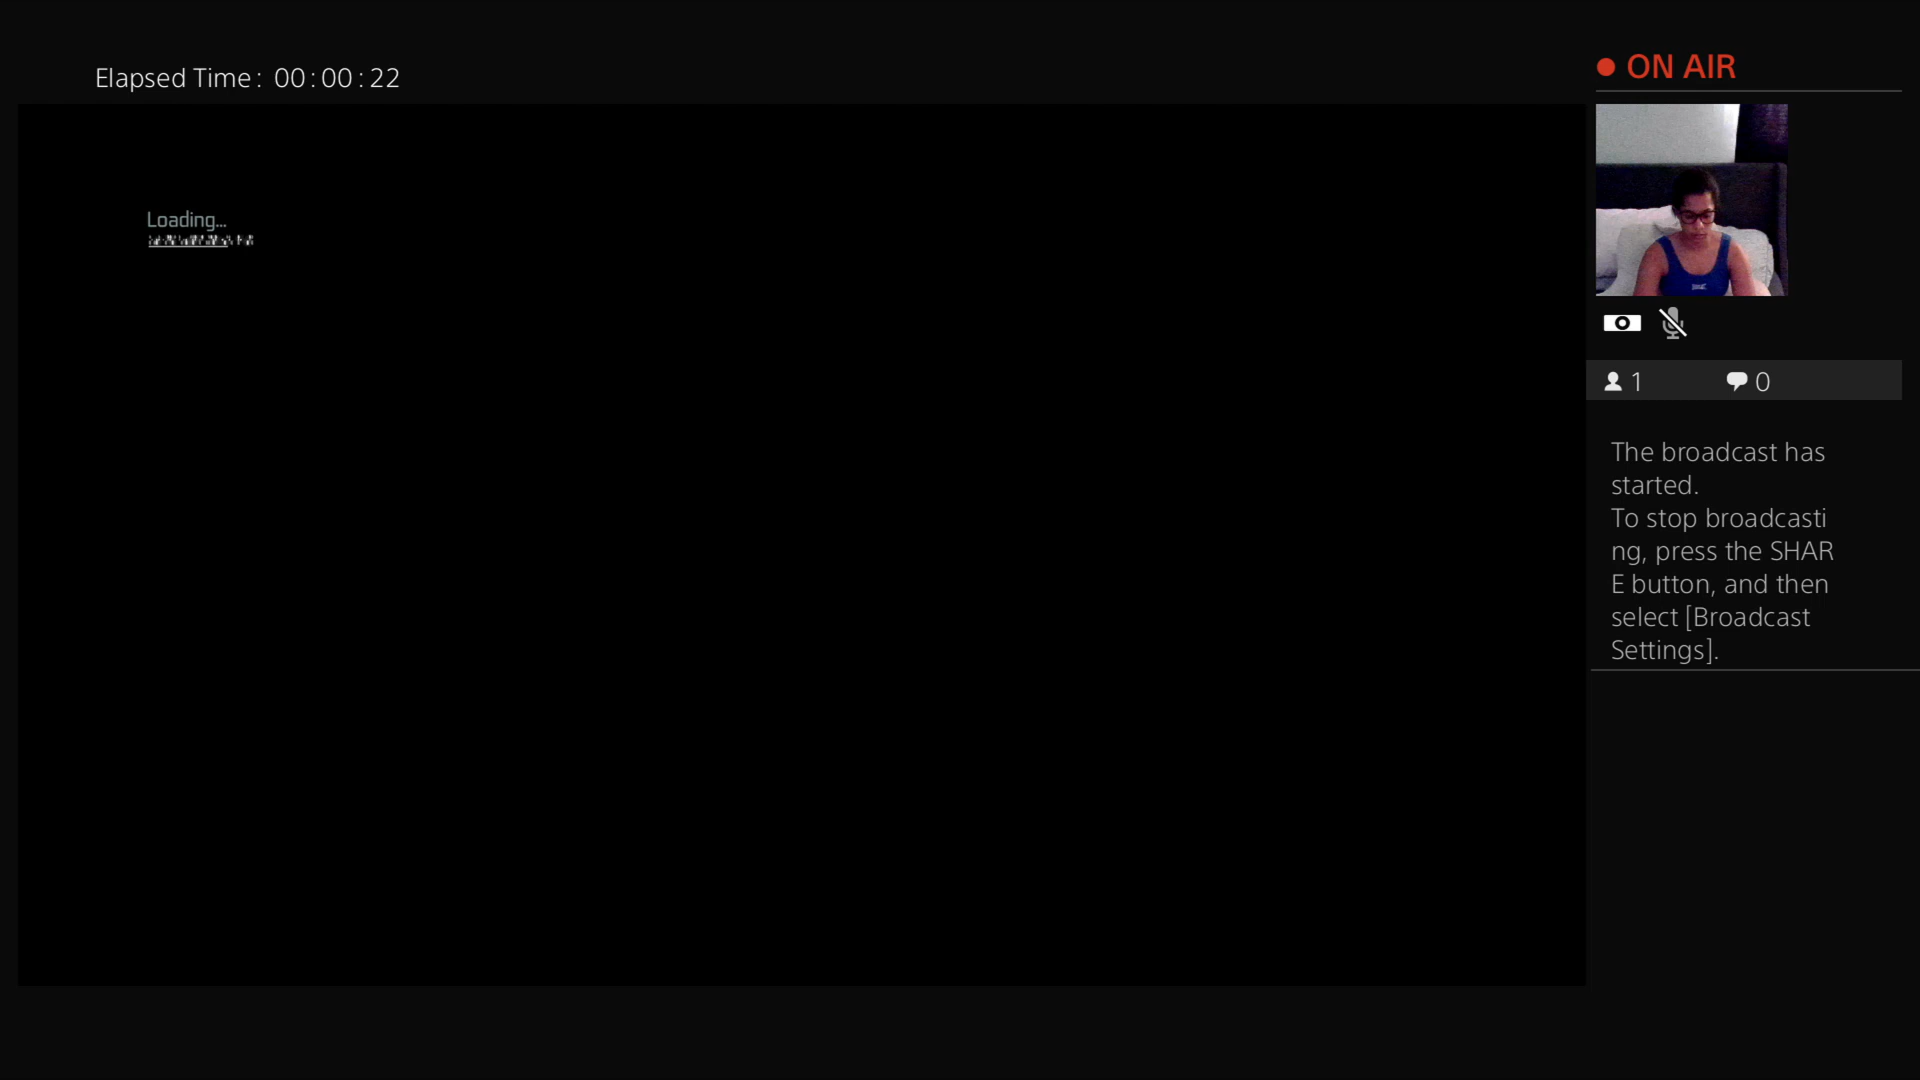 Elapsed Time: 00:00:22
ON AIR
Loading...
1
0
The broadcast has
started.
To stop broadcasti
ng, press the SHAR
E button, and then
select [Broadcast
Settings].